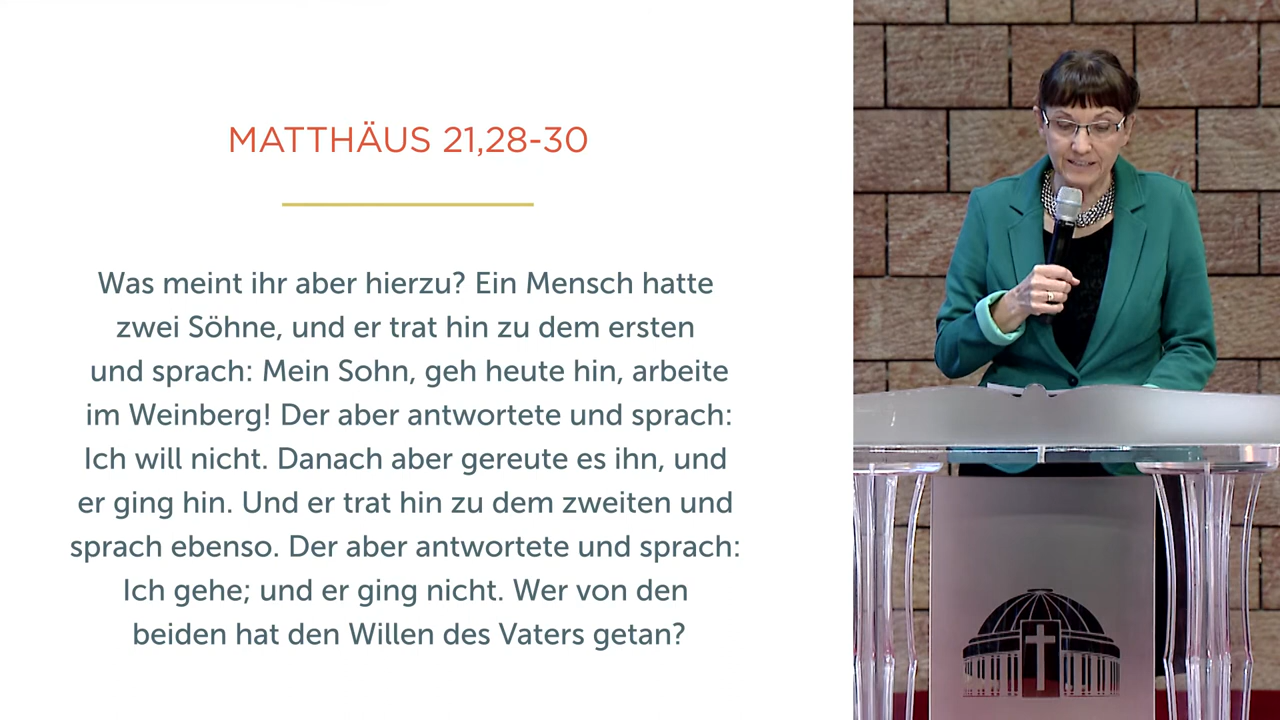 MATTHÄUS 21,28-30
Was meint ihr aber hierzu? Ein Mensch hatte
zwei Söhne, und er trat hin zu dem ersten
und sprach: Mein Sohn, geh heute hin, arbeite
im Weinberg! Der aber antwortete und sprach:
Ich will nicht. Danach aber gereute es ihn, und
er ging hin. Und er trat hin zu dem zweiten und
sprach ebenso. Der aber antwortete und sprach:
Ich gehe; und er ging nicht. Wer von den
beiden hat den Willen des Vaters getan?